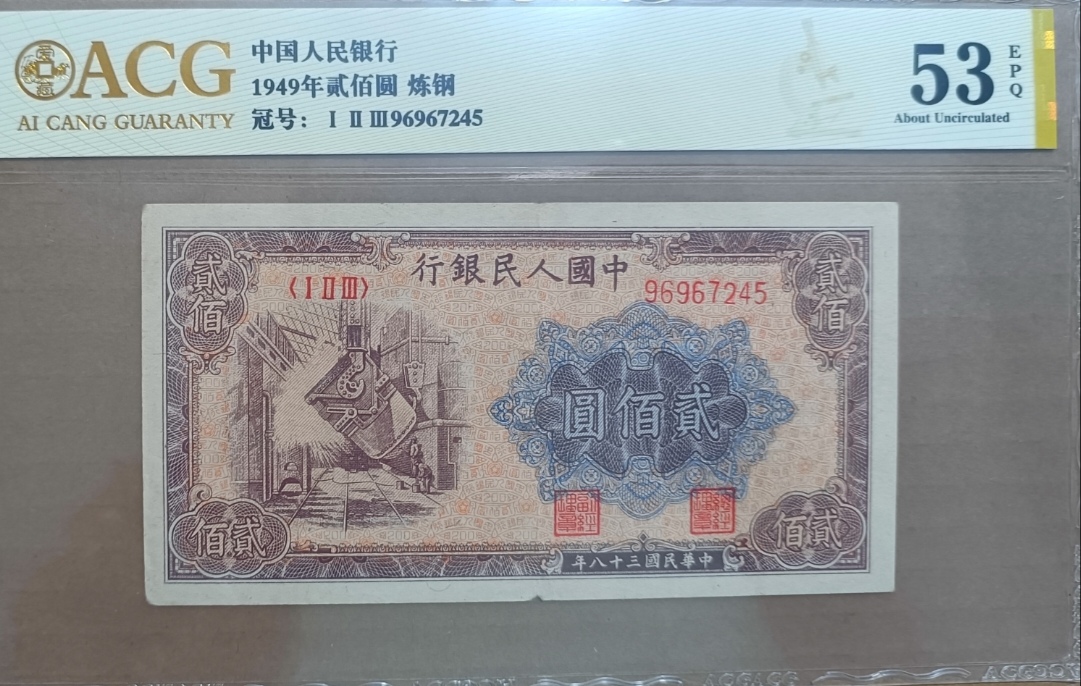 ACG
AI CANG GUARANTY
中国人民银行
1949年贰佰圆 炼钢
冠号：Ⅰ Ⅱ Ⅲ96967245
53
EPQ
About Uncirculated
行銀民人國中
〈Ⅰ Ⅱ Ⅲ〉
96967245
貳佰
貳佰
圓佰貳
佰貳
佰貳
年八十三國民華中